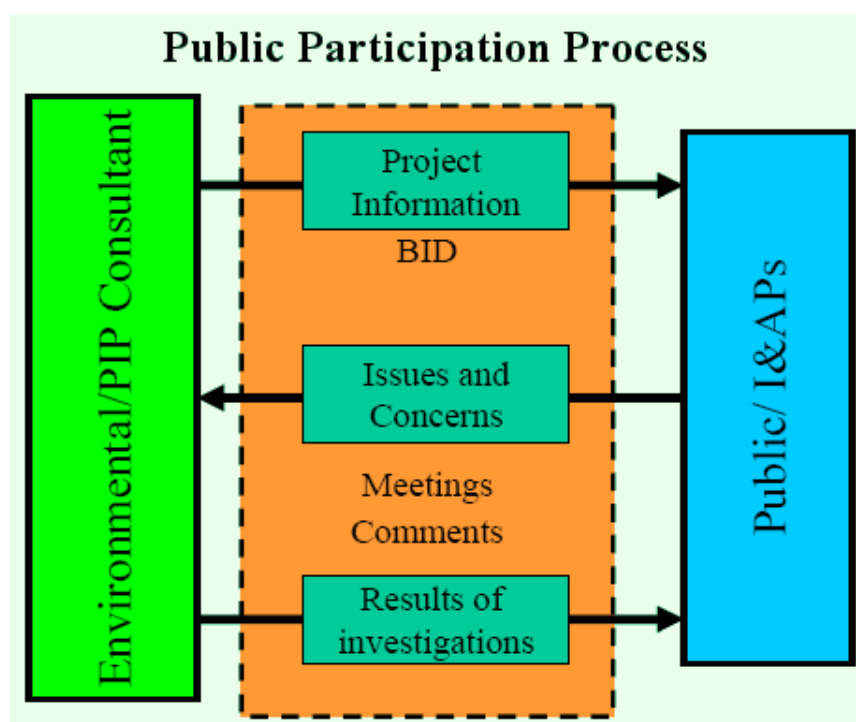 Public Participation Process
Environmental/PIP Consultant
Project
Information
BID
Issues and
Concerns
Meetings
Comments
Results of
investigations
Public/ I&APs